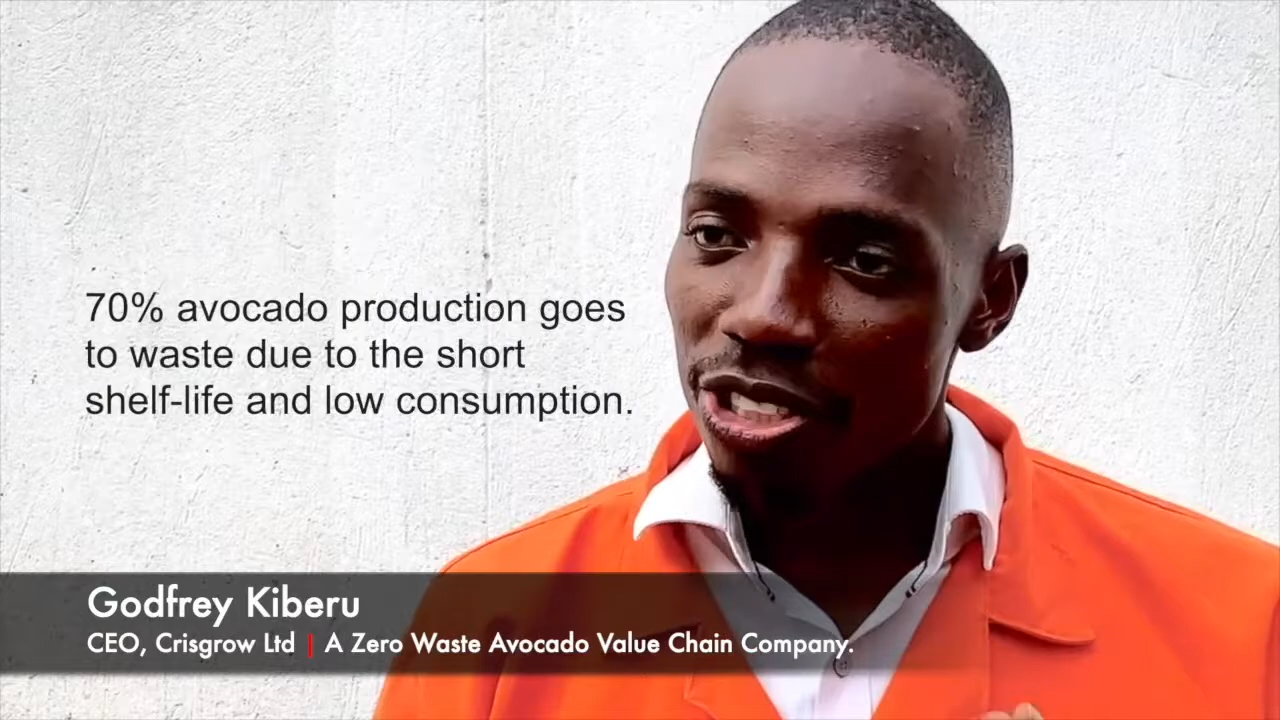 70% avocado production goes
to waste due to the short
shelf-life and low consumption.
Godfrey Kiberu
CEO, Crisgrow Ltd | A Zero Waste Avocado Value Chain Company.